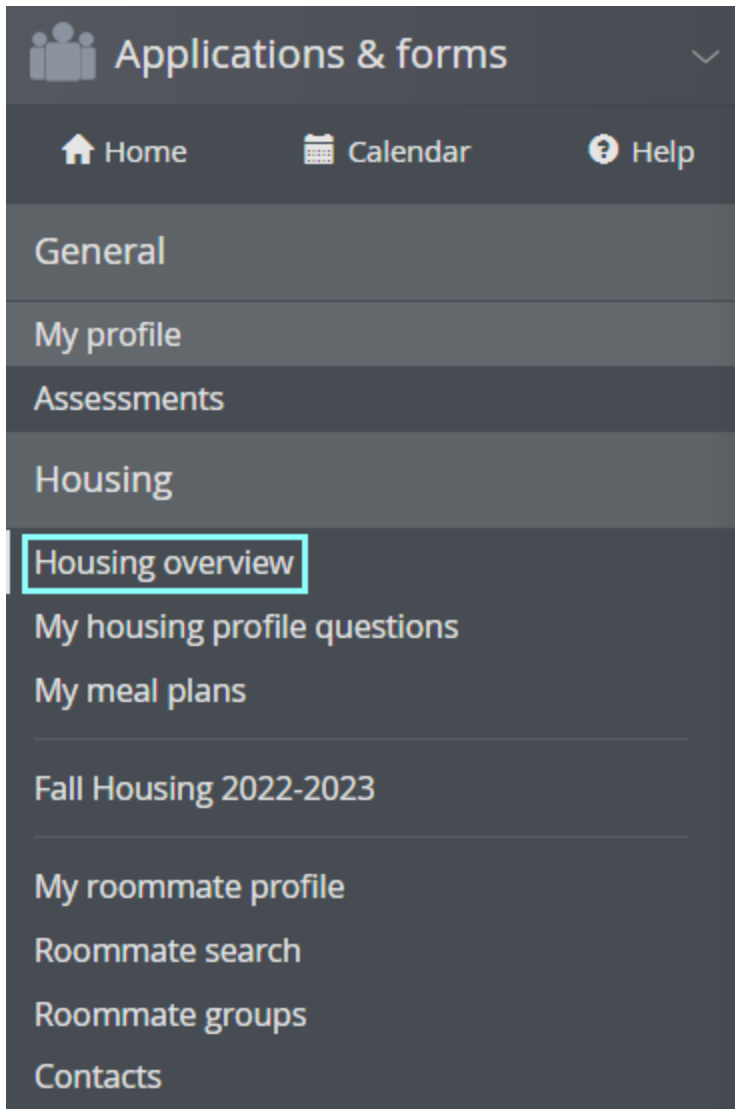 Applications & forms
Home Calendar Help
General
My profile
Assessments
Housing
Housing overview
My housing profile questions
My meal plans
Fall Housing 2022-2023
My roommate profile
Roommate search
Roommate groups
Contacts